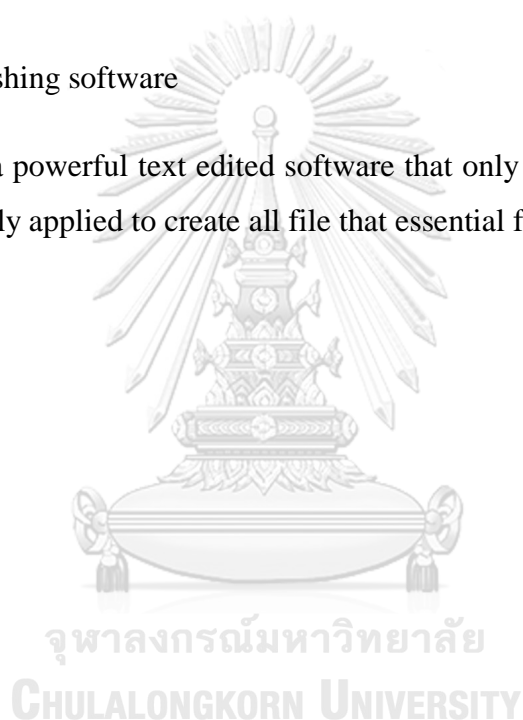 shing software
a powerful text edited software that only
ly applied to create all file that essential f
จุฬาลงกรณ์มหาวิทยาลัย
CHULALONGKORN UNIVERSITY